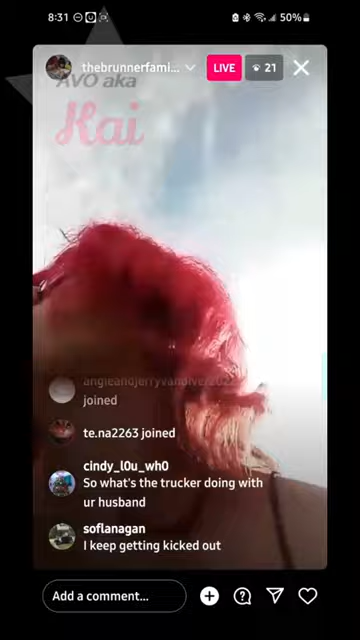 8:31
50%
thebrunnerfami...
LIVE
21
AVO aka
Kai
angieandjerryvandiver2022
joined
te.na2263 joined
cindy_l0u_wh0
So what's the trucker doing with
ur husband
soflanagan
I keep getting kicked out
Add a comment...